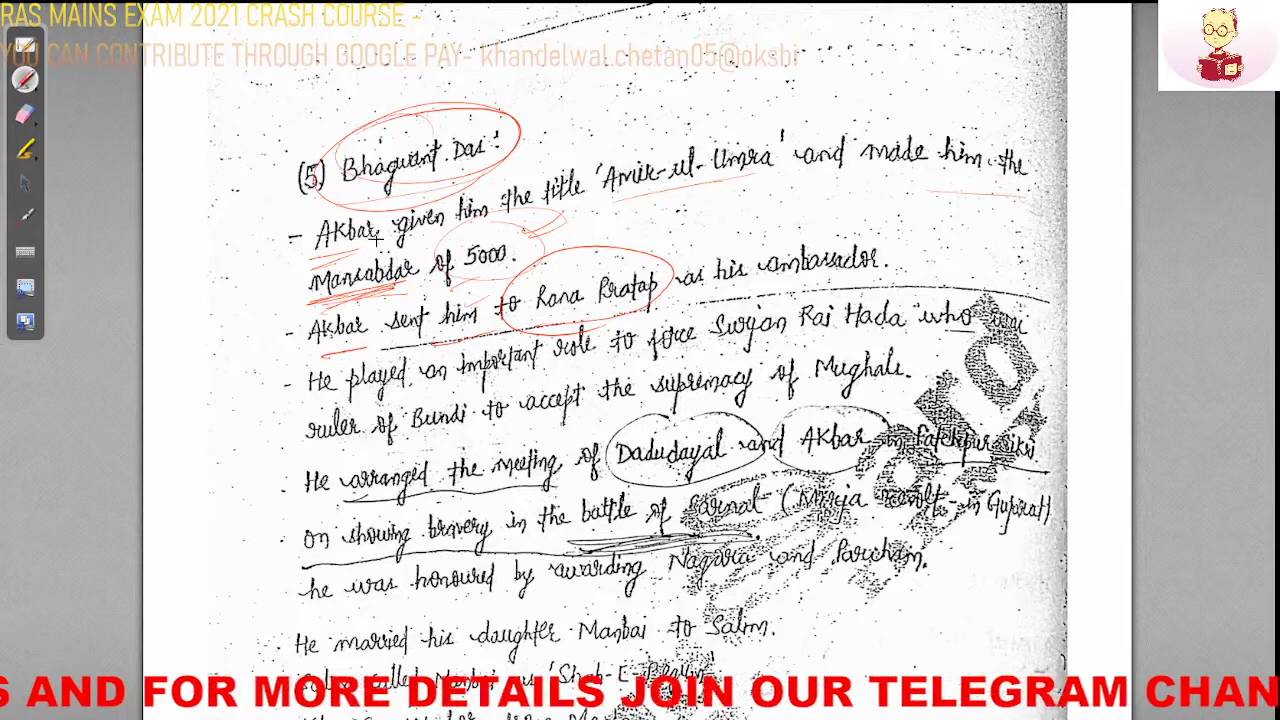 RAS MAINS EXAM 2021 CRASH COURSE -
YOU CAN CONTRIBUTE THROUGH GOOGLE PAY- khandelwal.chetan05@oksbi
(5) Bhagwant Das:
- Akbar given him the title 'Amir-ul-Umra' and made him the
Mansabdar of 5000.
- Akbar sent him to Rana Pratap as his ambassador.
- He played an important role to force Surjan Rai Hada who
ruler of Bundi to accept the supremacy of Mughals.
. He arranged the meeting of Dadudayal and Akbar in Fatehpur Sikri
. on showing bravery in the battle of Sarnal (Mirja revolt in Gujarat)
he was honoured by awarding Nagara and Parcham.
He married his daughter Manbai to Salim.
called Manbai as 'Shah-E-
S AND FOR MORE DETAILS JOIN OUR TELEGRAM CHAN